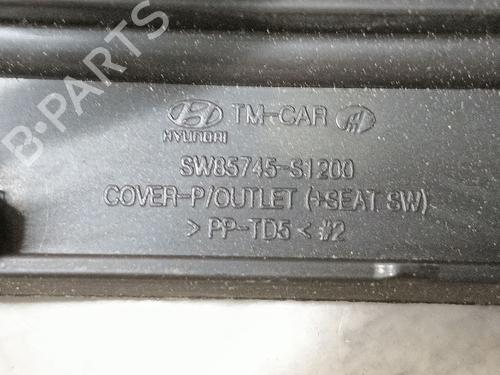 B-PARTS
TM-CAR
HYUNDAI
SW85745-S1200
COVER-P/OUTLET (+SEAT SW)
> PP-TD5 < #2